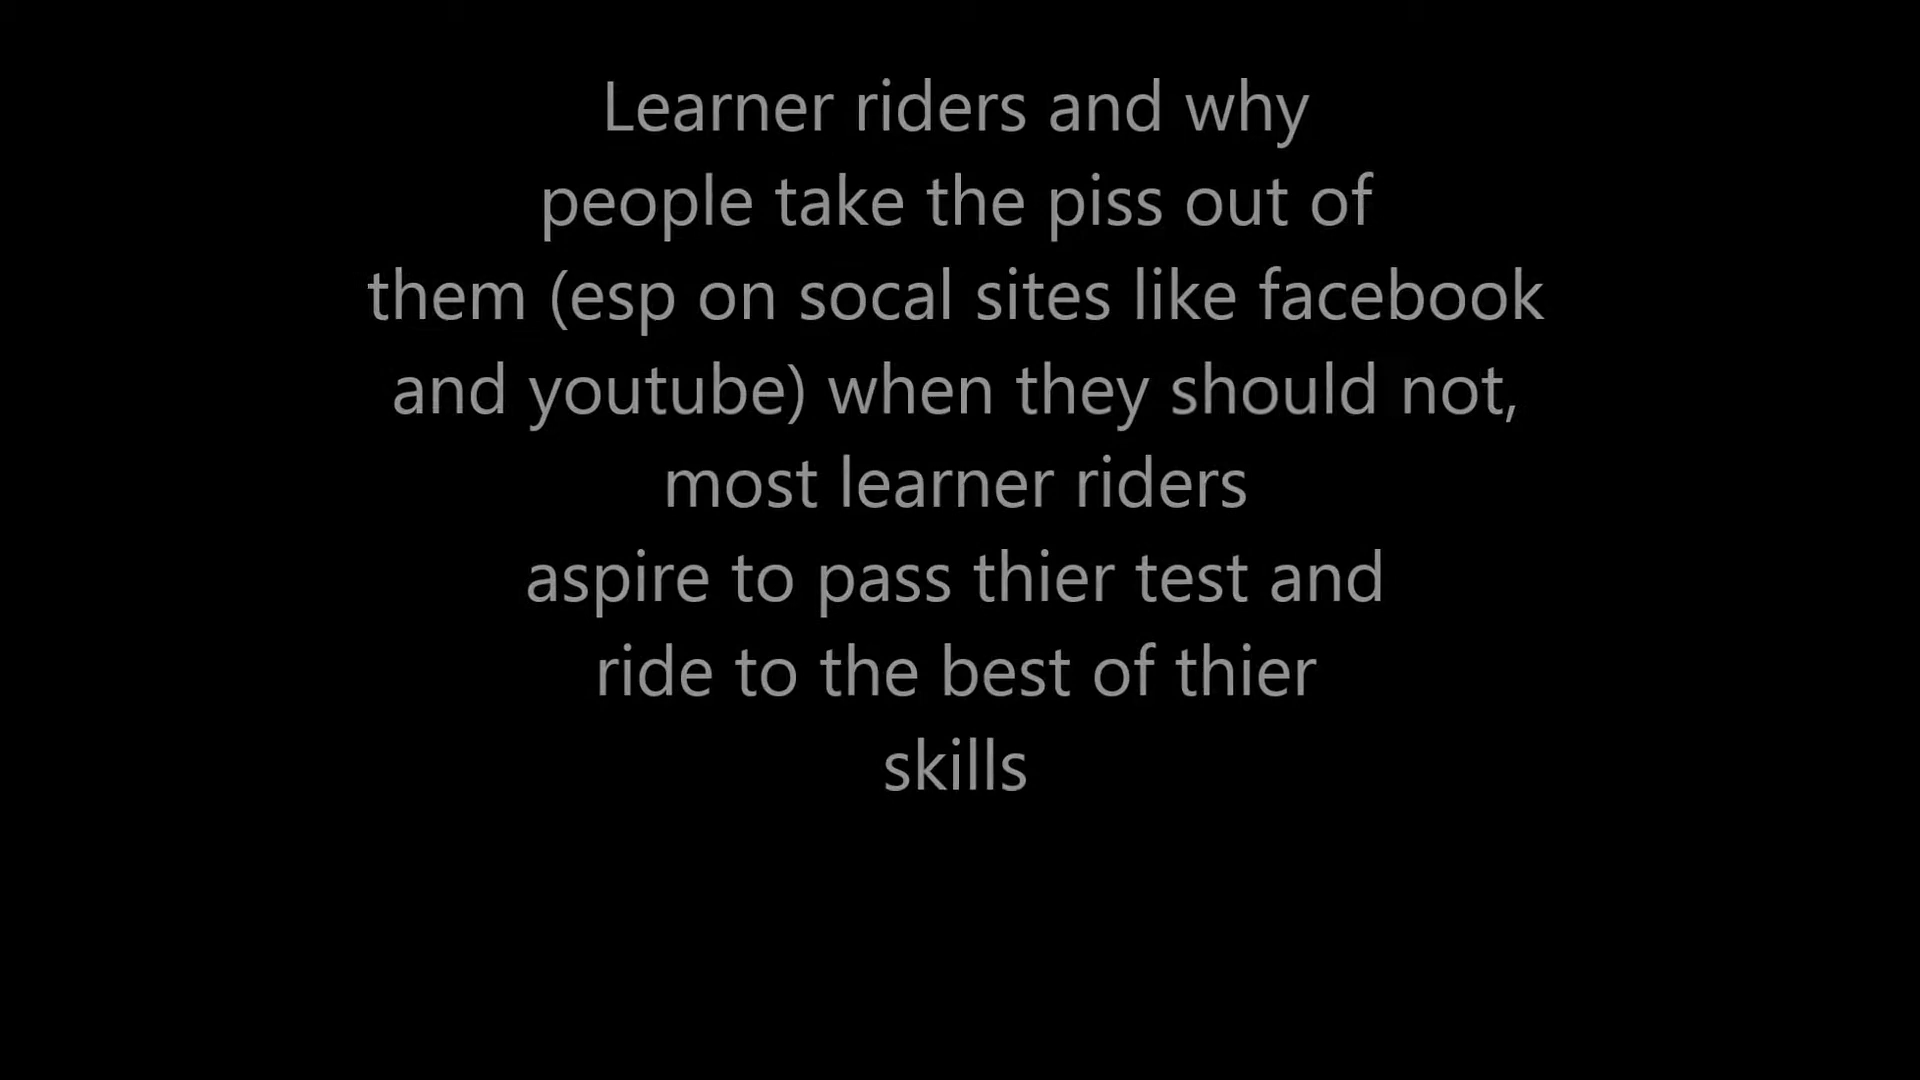 Learner riders and why
people take the piss out of
them (esp on socal sites like facebook
and youtube) when they should not,
most learner riders
aspire to pass thier test and
ride to the best of thier
skills